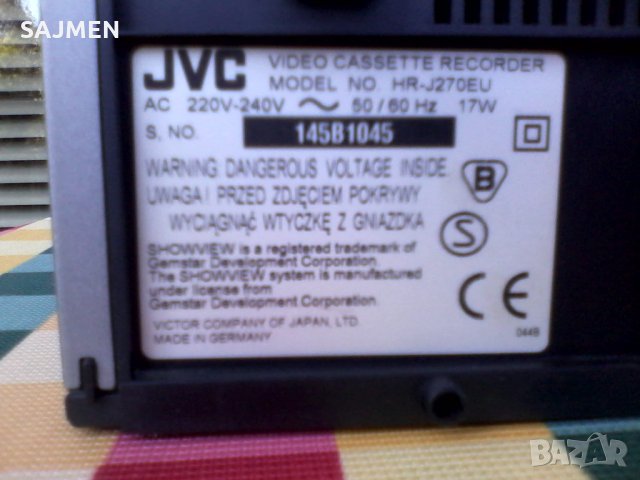 SAJMEN
JVC VIDEO CASSETTE RECORDER
MODEL NO. HR-J270EU
AC 220V-240V ~ 50/60 Hz 17W
S. NO. 145B1045
WARNING: DANGEROUS VOLTAGE INSIDE.
UWAGA! PRZED ZDJĘCIEM POKRYWY
WYCIĄGNĄĆ WTYCZKĘ Z GNIAZDKA
B
S
SHOWVIEW is a registered trademark of
Gemstar Development Corporation.
The SHOWVIEW system is manufactured
under license from
Gemstar Development Corporation.
CE
VICTOR COMPANY OF JAPAN, LTD.
MADE IN GERMANY
044B
BAZAR